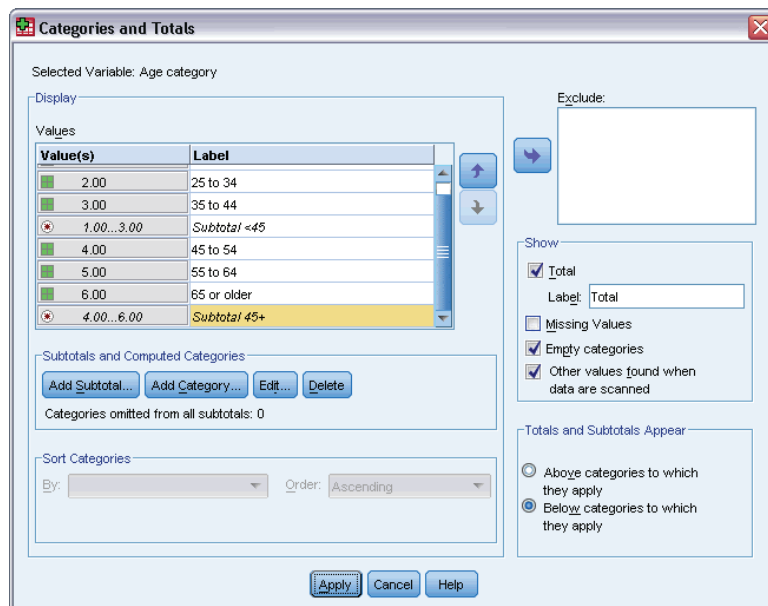 Categories and Totals
Selected Variable: Age category
Display
Values
Value(s) Label
2.00 25 to 34
3.00 35 to 44
1.00...3.00 Subtotal <45
4.00 45 to 54
5.00 55 to 64
6.00 65 or older
4.00...6.00 Subtotal 45+
Subtotals and Computed Categories
Add Subtotal... Add Category... Edit... Delete
Categories omitted from all subtotals: 0
Sort Categories
By: Order: Ascending
Exclude:
Show
Total
Label: Total
Missing Values
Empty categories
Other values found when
data are scanned
Totals and Subtotals Appear
Above categories to which
they apply
Below categories to which
they apply
Apply Cancel Help